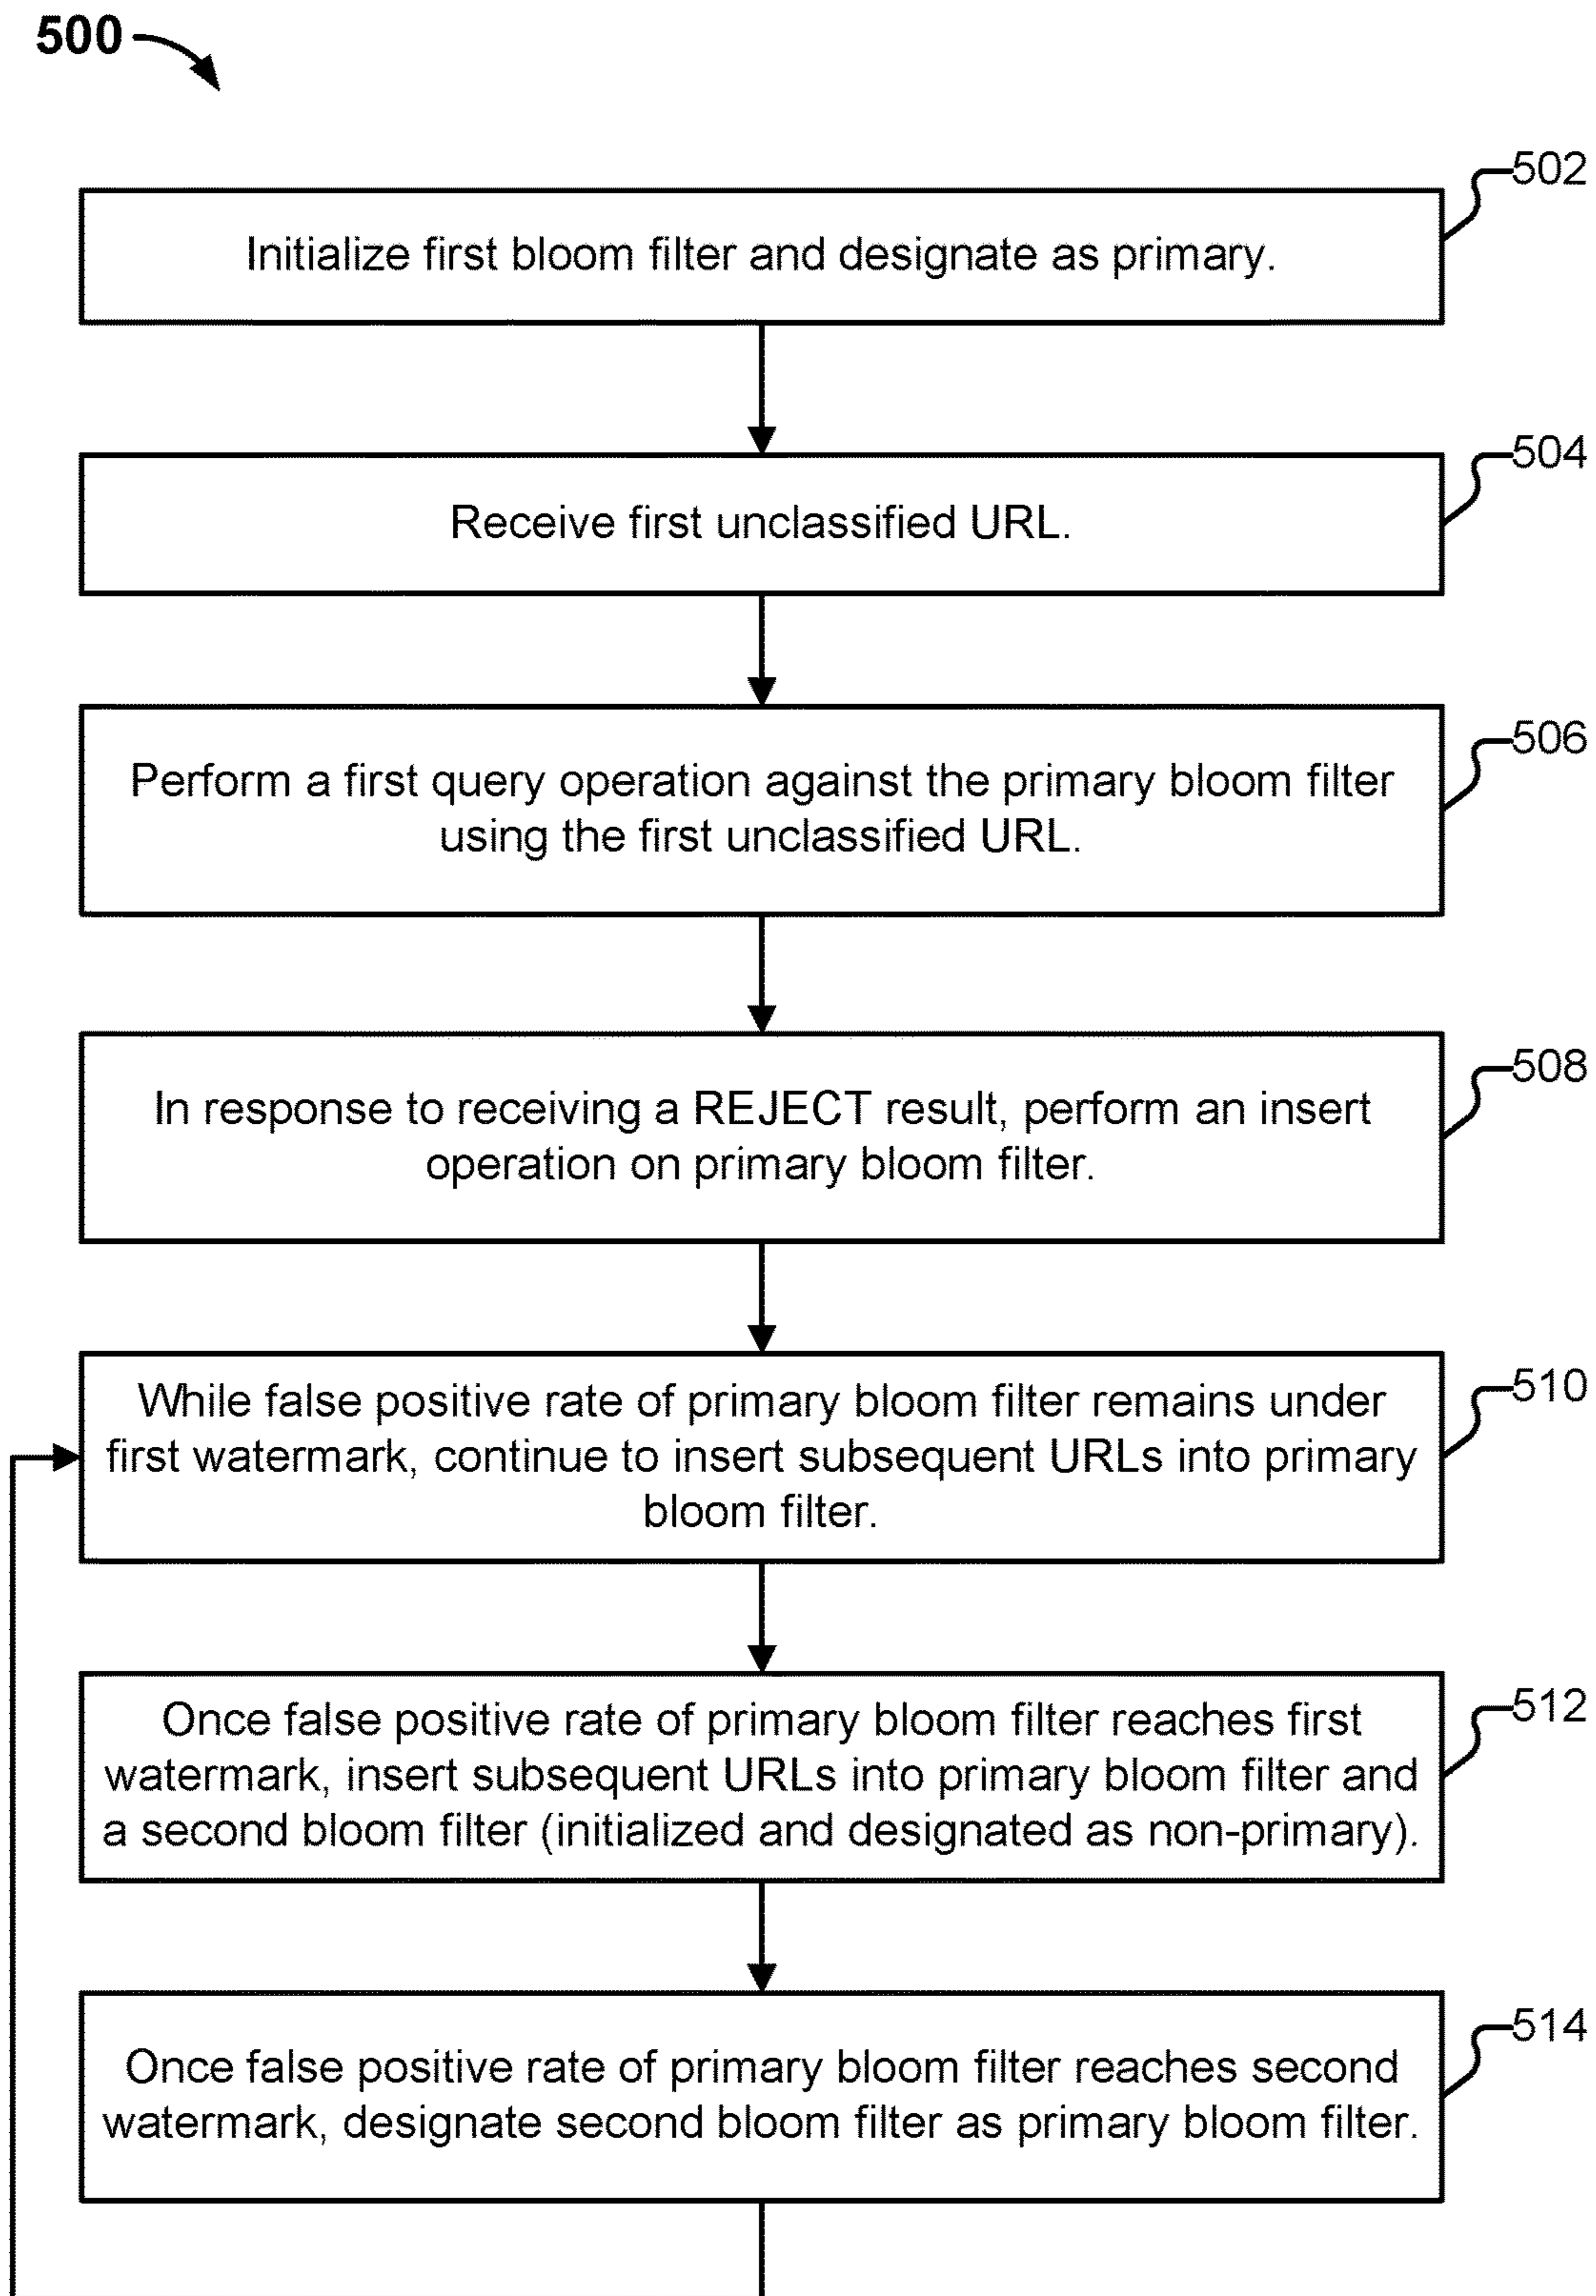 500
502
Initialize first bloom filter and designate as primary.
504
Receive first unclassified URL.
506
Perform a first query operation against the primary bloom filter
using the first unclassified URL.
508
In response to receiving a REJECT result, perform an insert
operation on primary bloom filter.
510
While false positive rate of primary bloom filter remains under
first watermark, continue to insert subsequent URLs into primary
bloom filter.
512
Once false positive rate of primary bloom filter reaches first
watermark, insert subsequent URLs into primary bloom filter and
a second bloom filter (initialized and designated as non-primary).
514
Once false positive rate of primary bloom filter reaches second
watermark, designate second bloom filter as primary bloom filter.